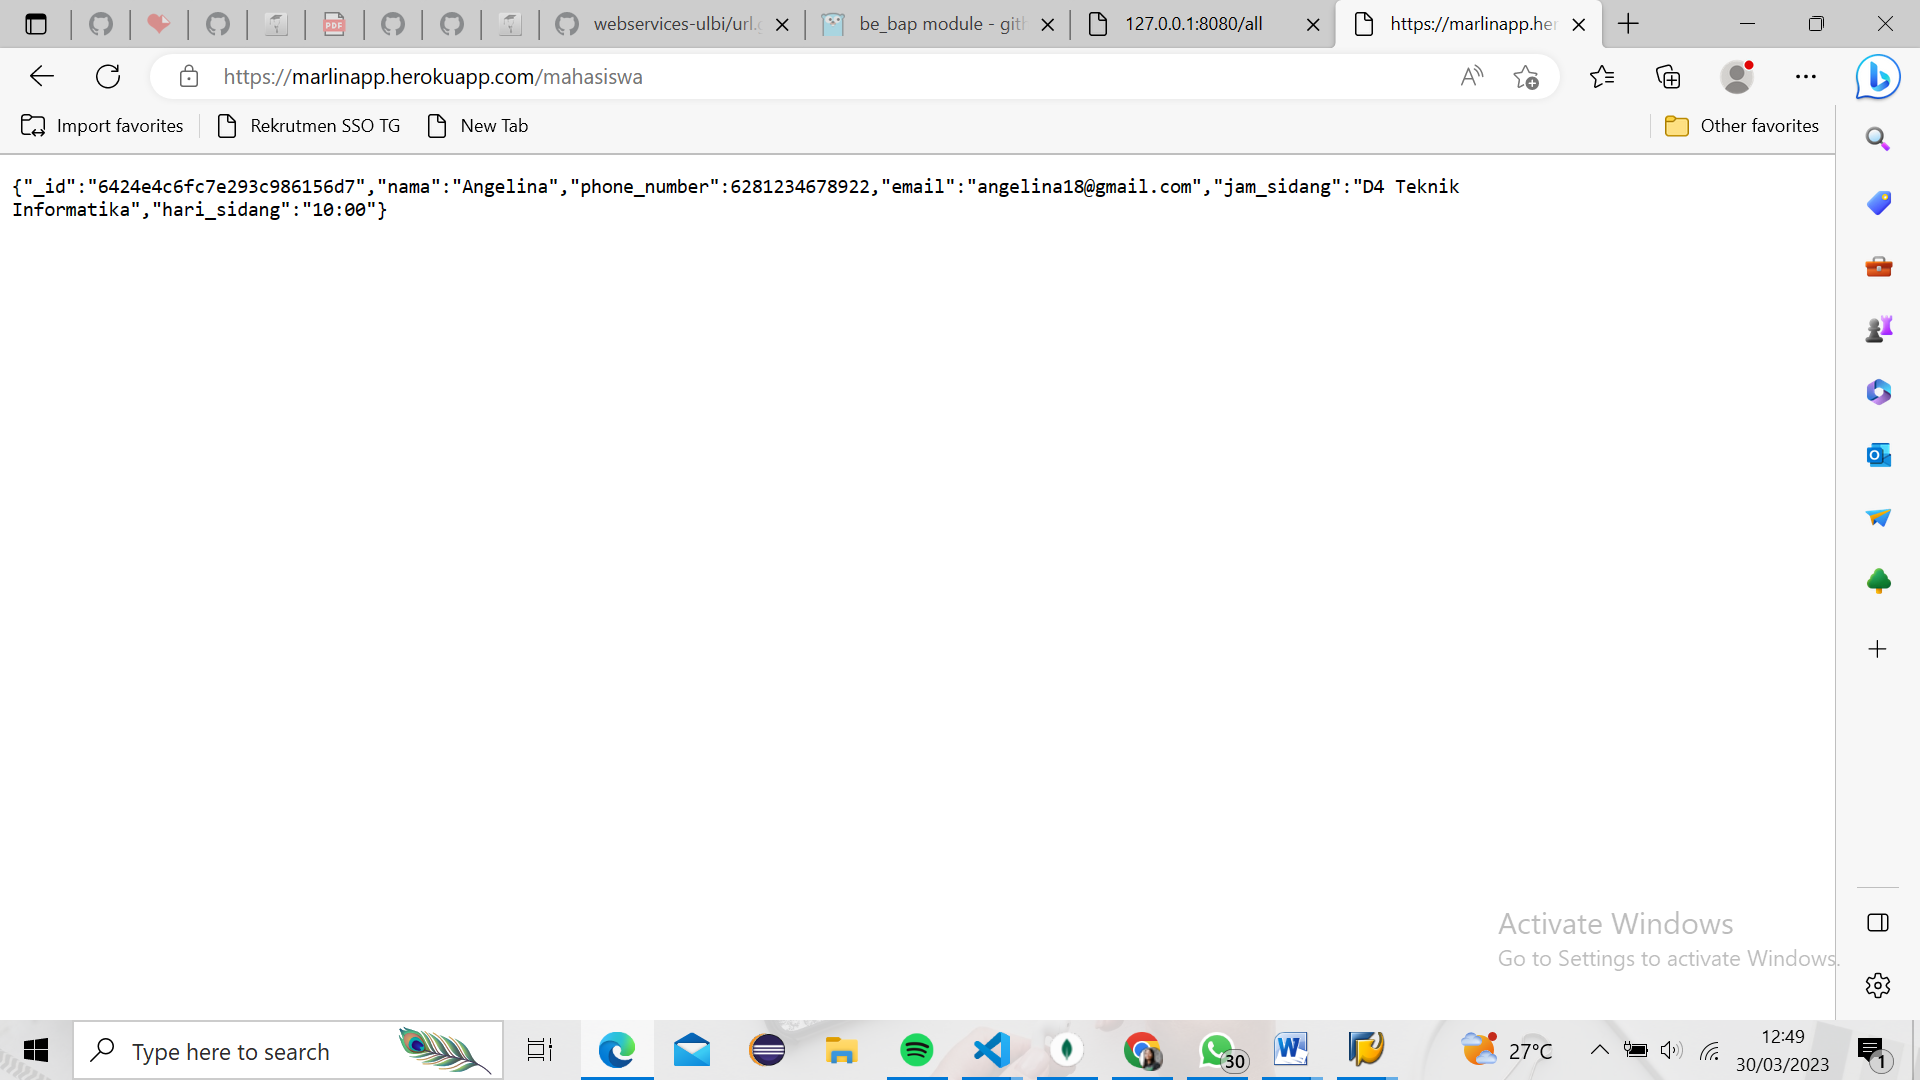 webservices-ulbi/url.g
be_bap module - gith
127.0.0.1:8080/all
https://marlinapp.her
https://marlinapp.herokuapp.com/mahasiswa
Import favorites
Rekrutmen SSO TG
New Tab
Other favorites
{"_id":"6424e4c6fc7e293c986156d7","nama":"Angelina","phone_number":6281234678922,"email":"angelina18@gmail.com","jam_sidang":"D4 Teknik
Informatika","hari_sidang":"10:00"}
Activate Windows
Go to Settings to activate Windows.
Type here to search
30
27°C
12:49
30/03/2023
1